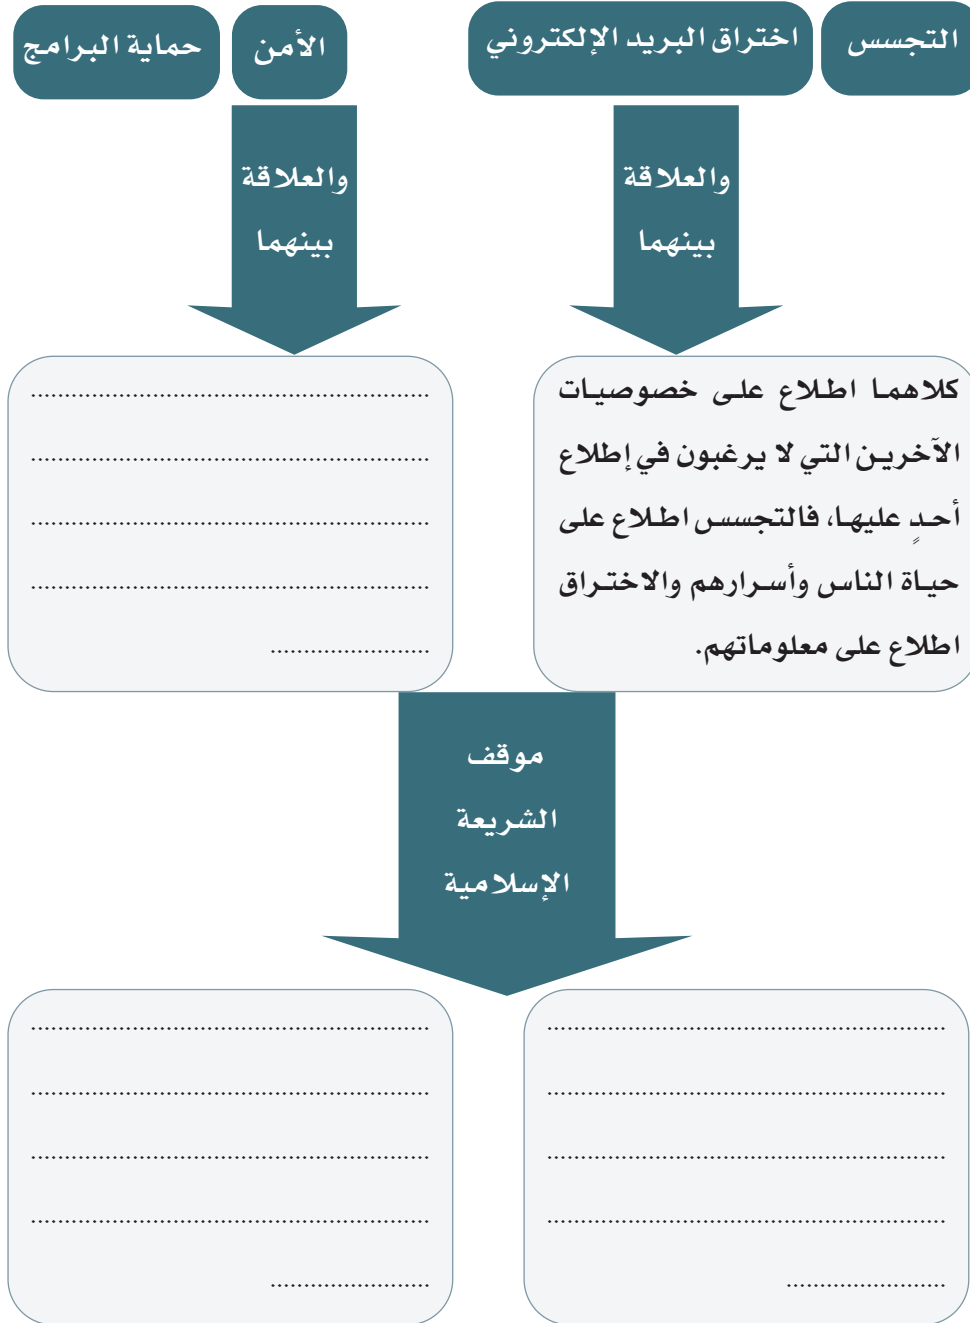 التجسس
اختراق البريد الإلكتروني
الأمن
حماية البرامج
والعلاقة
بينهما
والعلاقة
بينهما
كلاهما اطلاع على خصوصيات
الآخرين التي لا يرغبون في إطلاع
أحدٍ عليها، فالتجسس اطلاع على
حياة الناس وأسرارهم والاختراق
اطلاع على معلوماتهم.
................................................................
................................................................
................................................................
................................................................
........................
موقف
الشريعة
الإسلامية
................................................................
................................................................
................................................................
................................................................
........................
................................................................
................................................................
................................................................
................................................................
........................